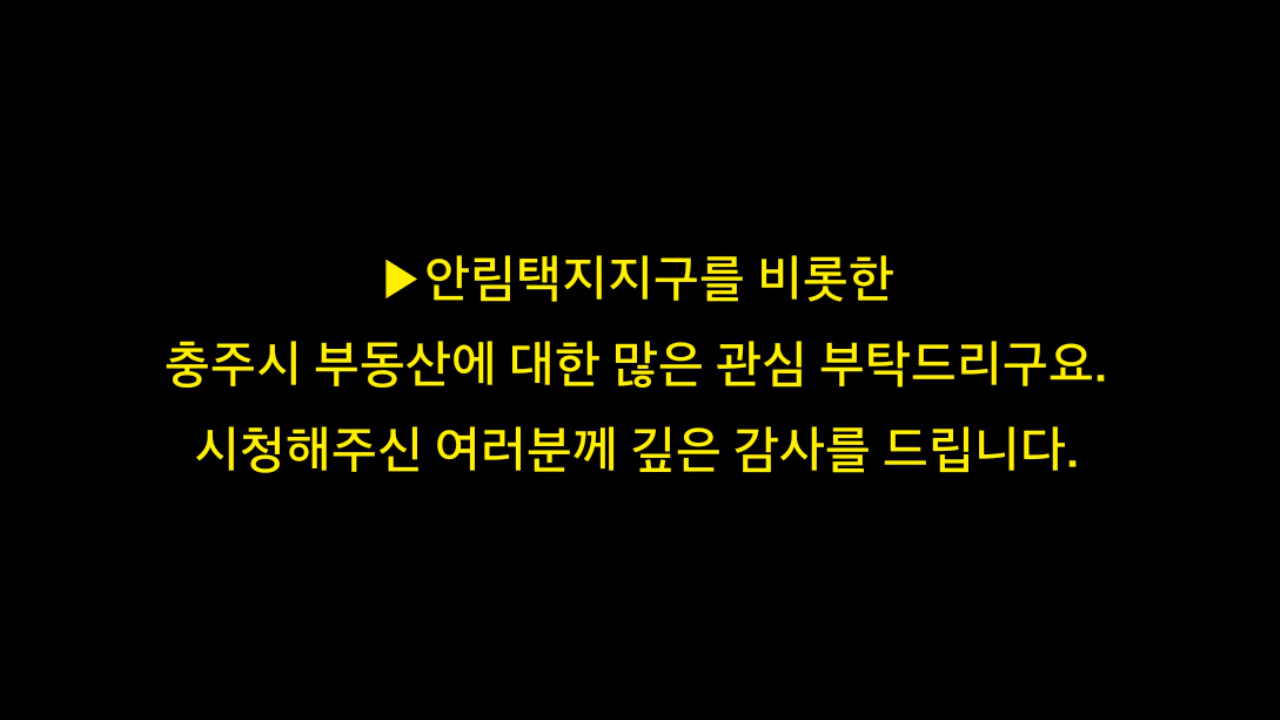 ▶안림택지지구를 비롯한
충주시 부동산에 대한 많은 관심 부탁드리구요.
시청해주신 여러분께 깊은 감사를 드립니다.